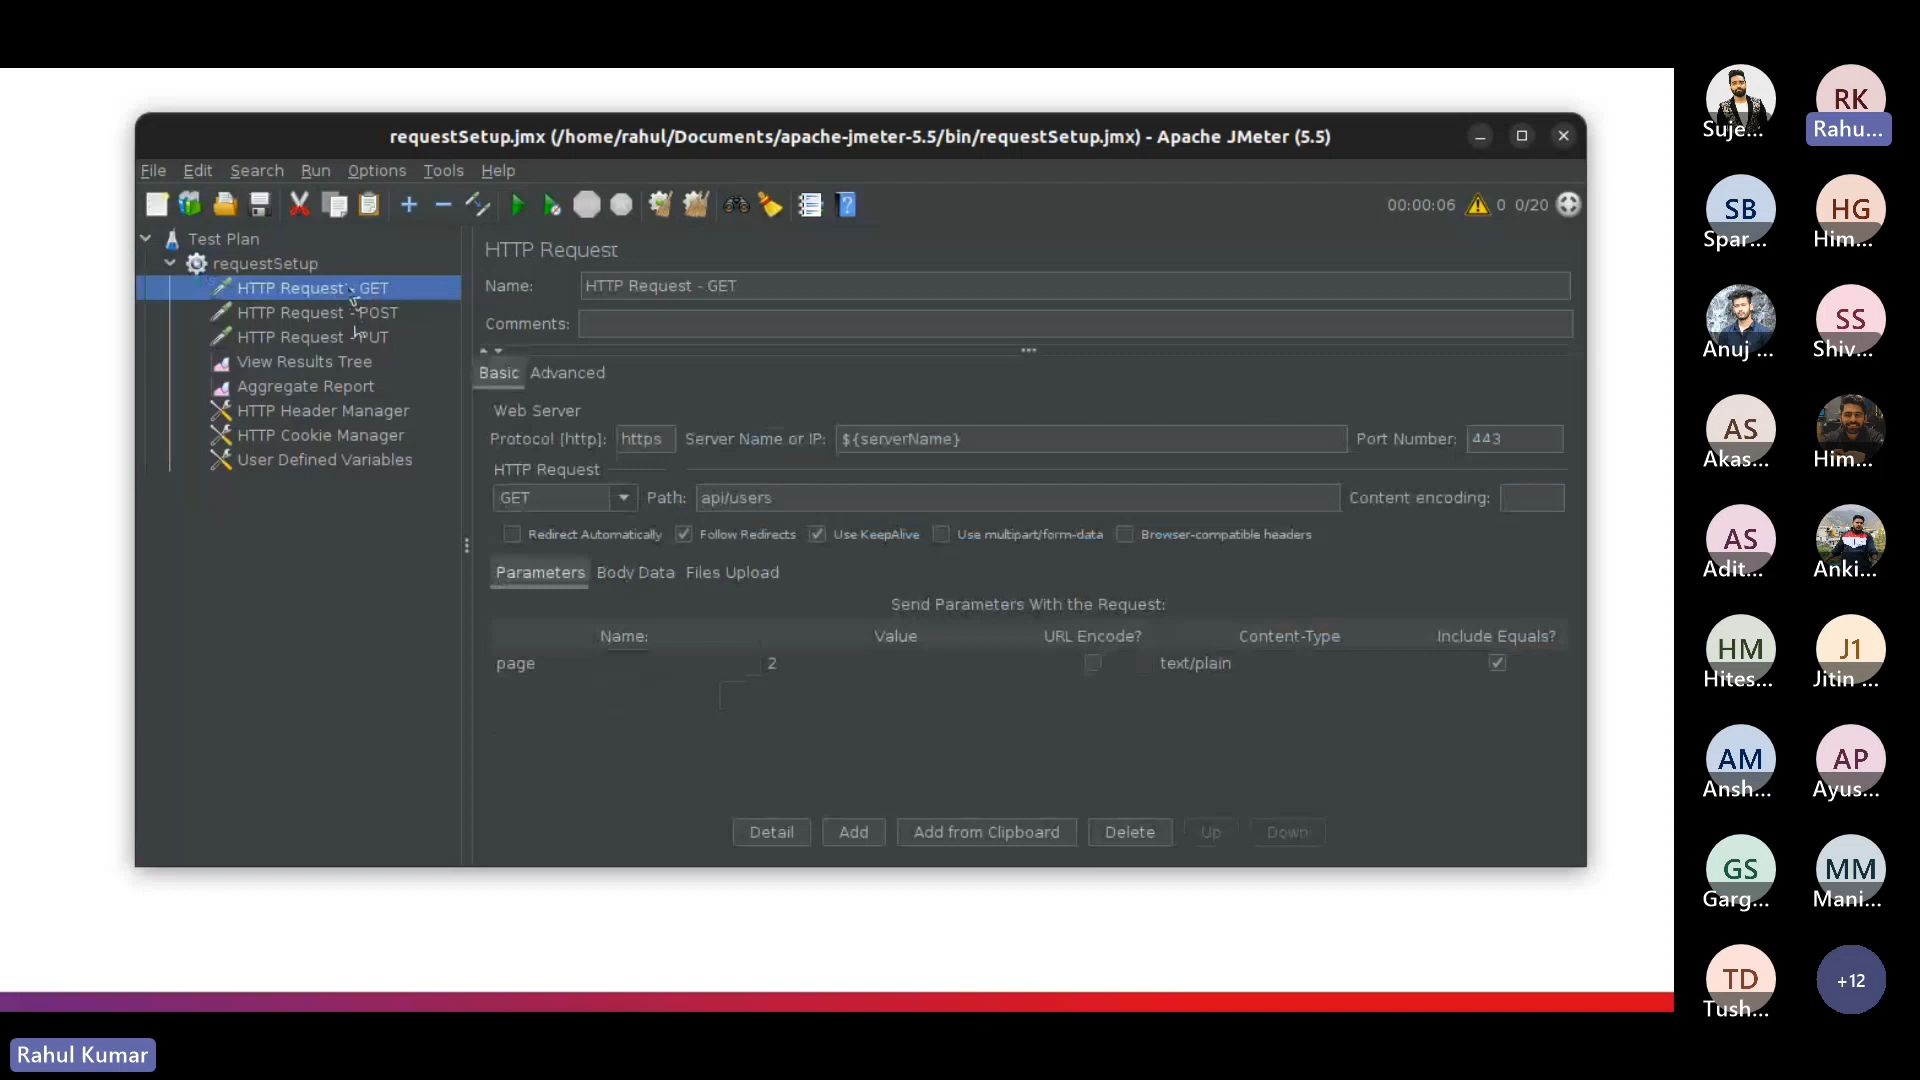 requestSetup.jmx (/home/rahul/Documents/apache-jmeter-5.5/bin/requestSetup.jmx) - Apache JMeter (5.5)
File Edit Search Run Options Tools Help
00:00:06 0 0/20
Test Plan
requestSetup
HTTP Request - GET
HTTP Request - POST
HTTP Request - PUT
View Results Tree
Aggregate Report
HTTP Header Manager
HTTP Cookie Manager
User Defined Variables
HTTP Request
Name: HTTP Request - GET
Comments:
Basic Advanced
Web Server
Protocol [http]: https Server Name or IP: ${serverName} Port Number: 443
HTTP Request
GET Path: api/users Content encoding:
Redirect Automatically Follow Redirects Use KeepAlive Use multipart/form-data Browser-compatible headers
Parameters Body Data Files Upload
Send Parameters With the Request:
Name: Value URL Encode? Content-Type Include Equals?
page 2 text/plain
Detail Add Add from Clipboard Delete Up Down
Suje... RK Rahu...
SB Spar... HG Him...
Anuj ... SS Shiv...
AS Akas... Him...
AS Adit... Anki...
HM Hites... J1 Jitin ...
AM Ansh... AP Ayus...
GS Garg... MM Mani...
TD Tush... +12
Rahul Kumar